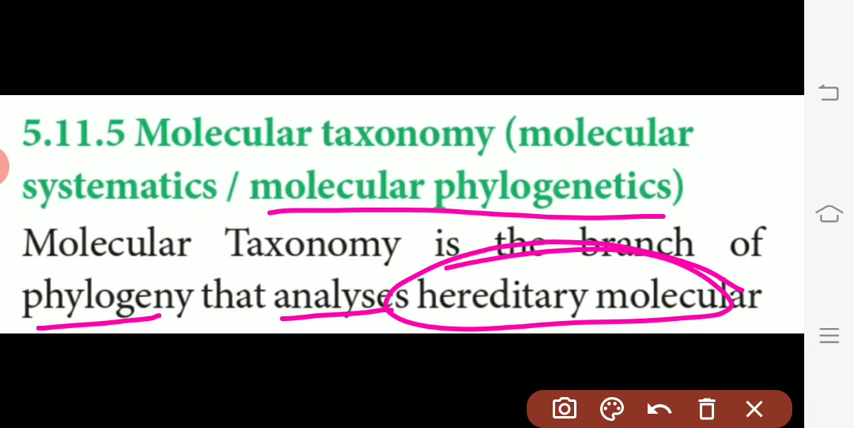 5.11.5 Molecular taxonomy (molecular
systematics / molecular phylogenetics)
Molecular Taxonomy is the branch of
phylogeny that analyses hereditary molecular